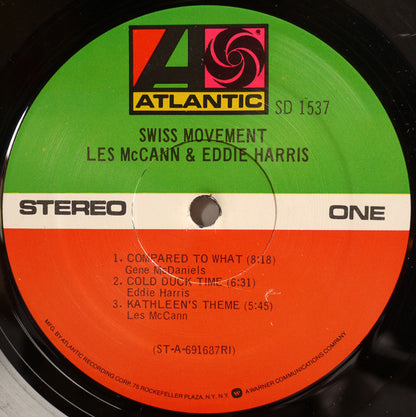 ATLANTIC
SD 1537
SWISS MOVEMENT
LES McCANN & EDDIE HARRIS
STEREO ONE
1. COMPARED TO WHAT (8:18)
Gene McDaniels
2. COLD DUCK TIME (6:31)
Eddie Harris
3. KATHLEEN'S THEME (5:45)
Les McCann
(ST-A-691687RI)
MFG. BY ATLANTIC RECORDING CORP. 75 ROCKEFELLER PLAZA, N.Y. N.Y. A WARNER COMMUNICATIONS COMPANY